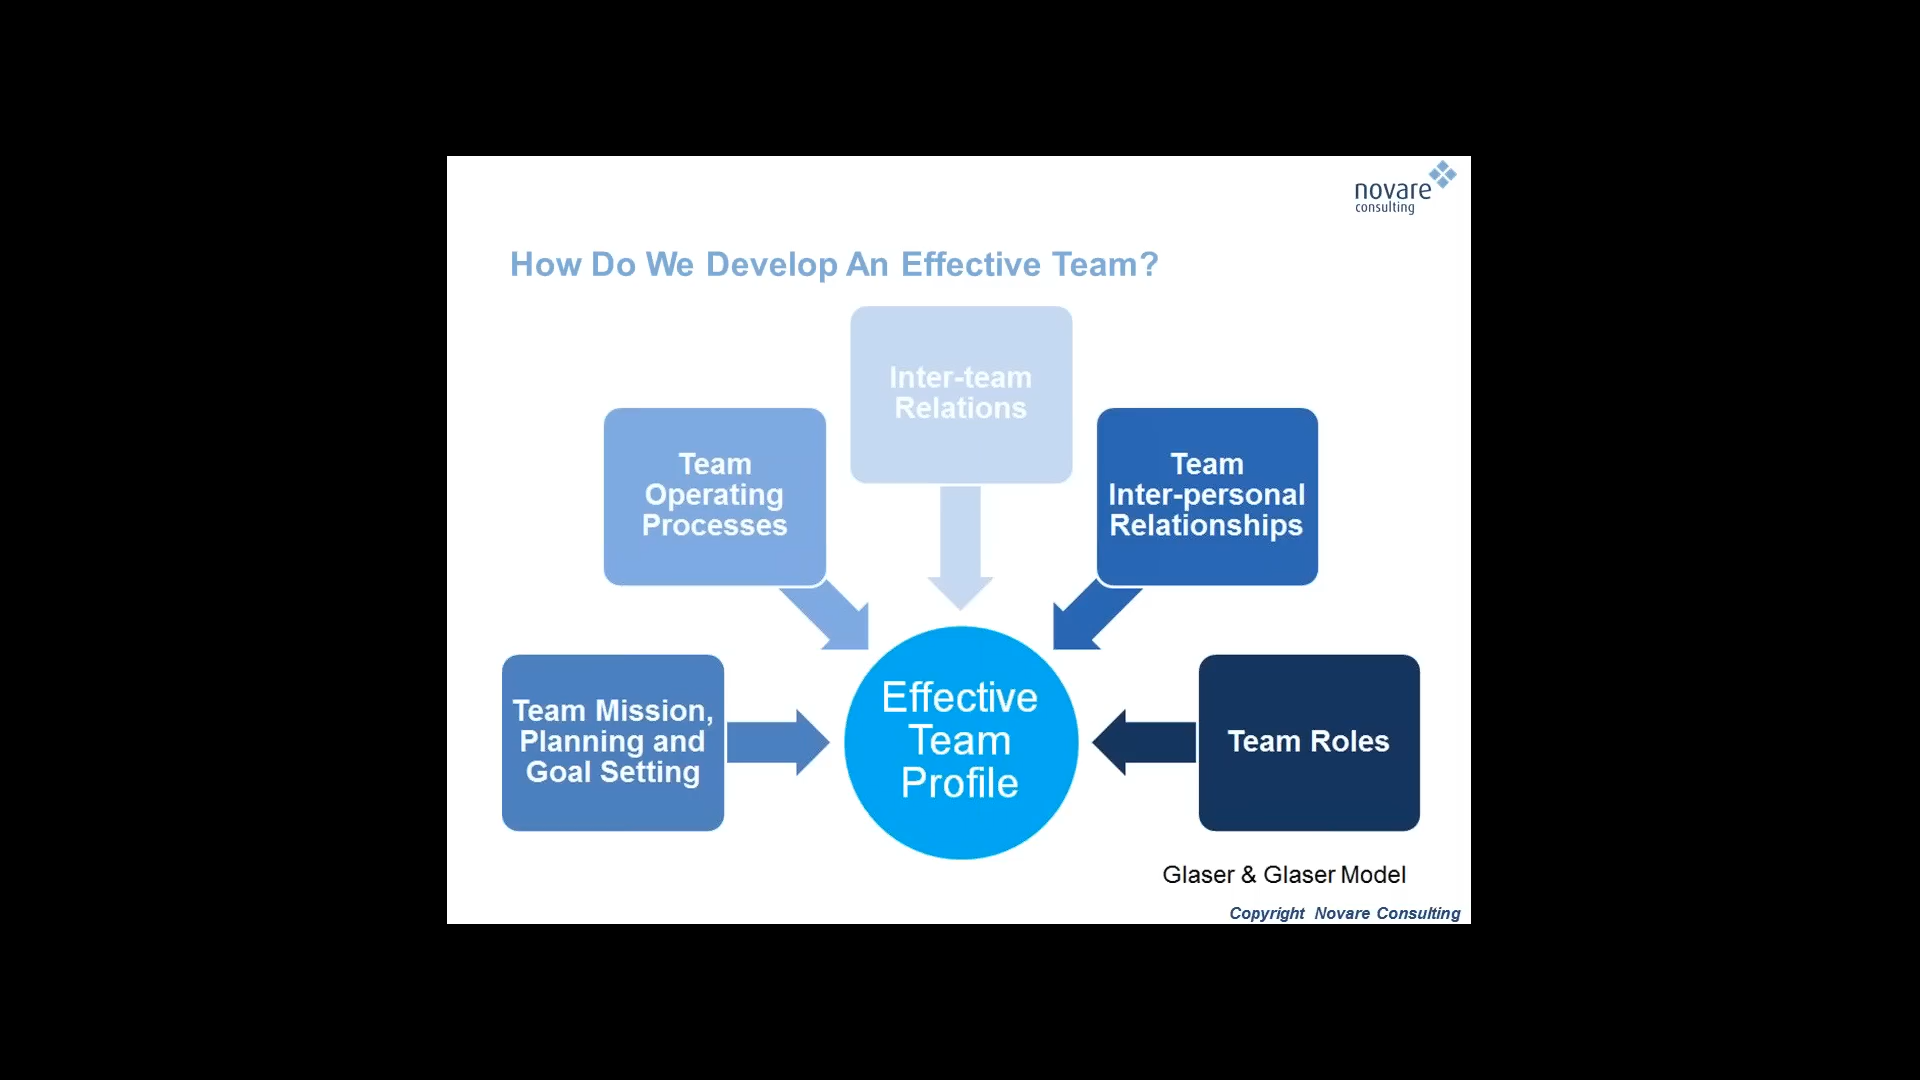 novare
consulting
How Do We Develop An Effective Team?
Inter-team
Relations
Team
Operating
Processes
Team
Inter-personal
Relationships
Team Mission,
Planning and
Goal Setting
Effective
Team
Profile
Team Roles
Glaser & Glaser Model
Copyright Novare Consulting